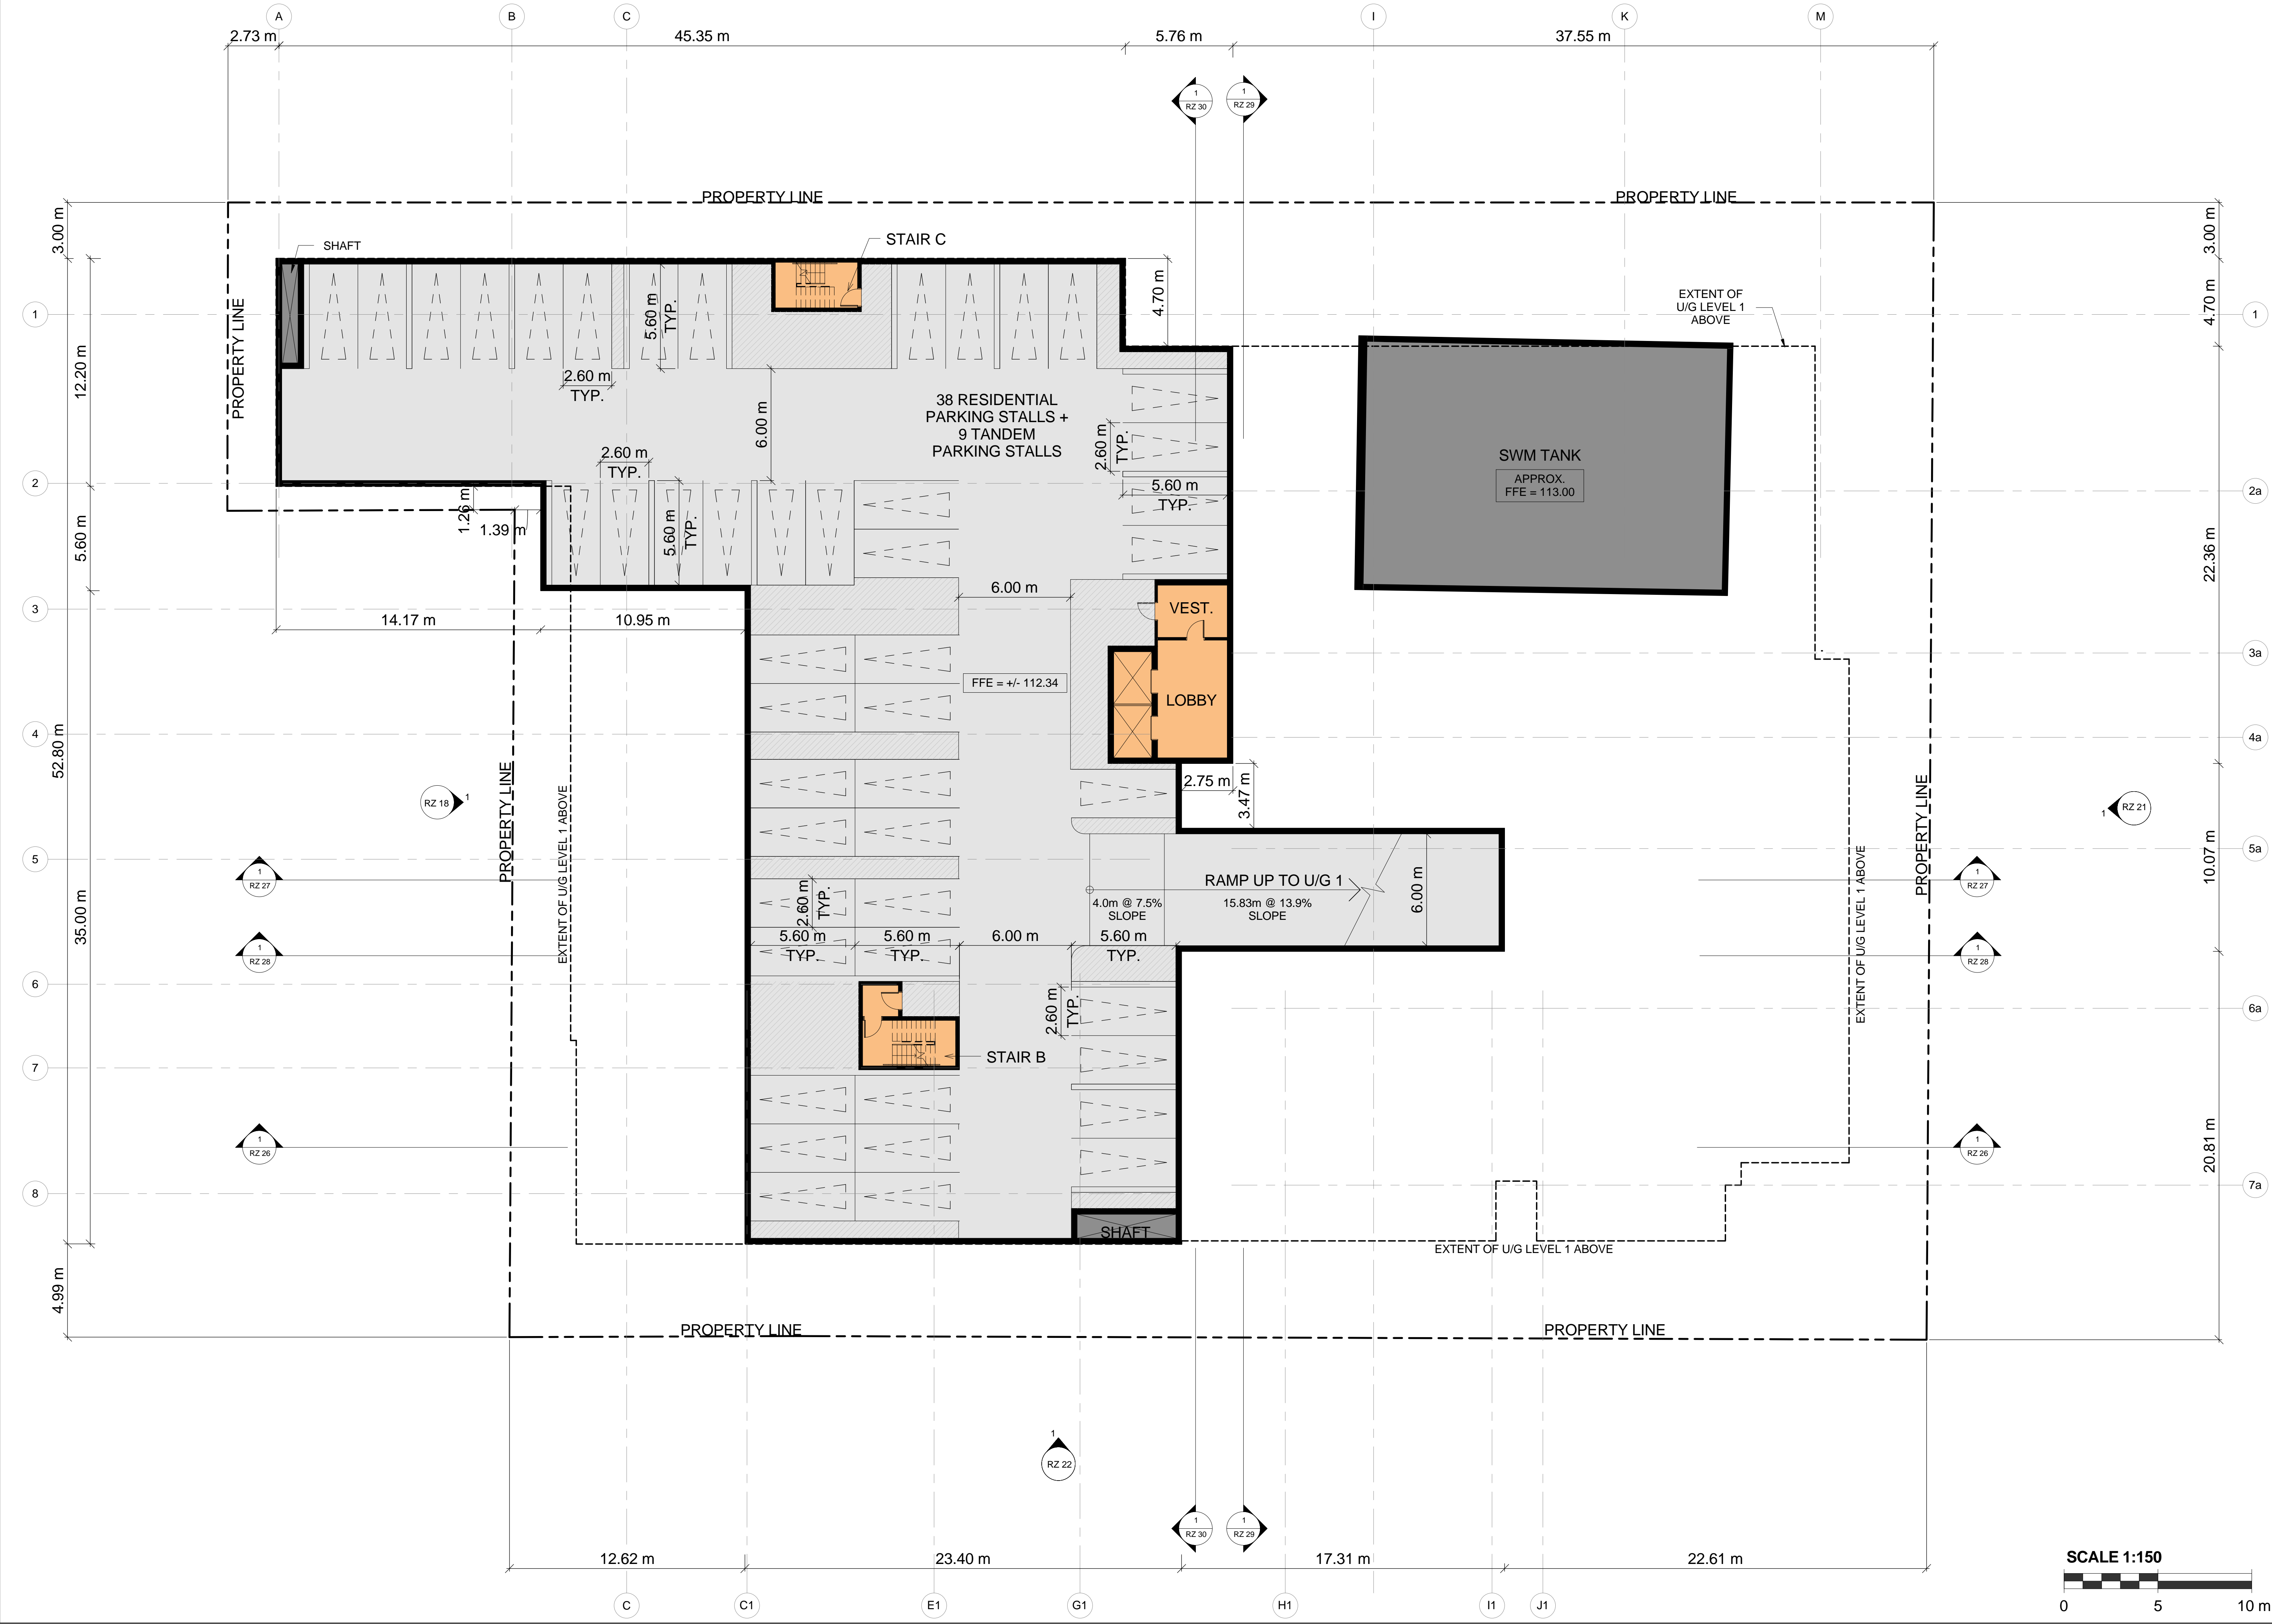 A
B
C
I
K
M
2.73 m
45.35 m
5.76 m
37.55 m
1
RZ 30
1
RZ 29
PROPERTY LINE
PROPERTY LINE
3.00 m
3.00 m
SHAFT
STAIR C
4.70 m
4.70 m
EXTENT OF
U/G LEVEL 1
ABOVE
1
1
PROPERTY LINE
12.20 m
5.60 m
TYP.
2.60 m
TYP.
6.00 m
38 RESIDENTIAL
PARKING STALLS +
9 TANDEM
PARKING STALLS
2.60 m
TYP.
2.60 m
TYP.
SWM TANK
APPROX.
FFE = 113.00
2
2a
5.60 m
TYP.
1.26 m
1.39 m
5.60 m
TYP.
5.60 m
22.36 m
3
6.00 m
VEST.
14.17 m
10.95 m
3a
FFE = +/- 112.34
LOBBY
4
4a
52.80 m
2.75 m
3.47 m
RZ 18
1
PROPERTY LINE
EXTENT OF U/G LEVEL 1 ABOVE
PROPERTY LINE
1
RZ 21
5
5a
1
RZ 27
1
RZ 27
10.07 m
35.00 m
RAMP UP TO U/G 1
4.0m @ 7.5%
SLOPE
15.83m @ 13.9%
SLOPE
6.00 m
2.60 m
TYP.
5.60 m
TYP.
5.60 m
TYP.
6.00 m
5.60 m
TYP.
1
RZ 28
1
RZ 28
EXTENT OF U/G LEVEL 1 ABOVE
6
6a
2.60 m
TYP.
STAIR B
7
1
RZ 26
1
RZ 26
20.81 m
8
7a
SHAFT
EXTENT OF U/G LEVEL 1 ABOVE
4.99 m
PROPERTY LINE
PROPERTY LINE
1
RZ 22
1
RZ 30
1
RZ 29
12.62 m
23.40 m
17.31 m
22.61 m
SCALE 1:150
0
5
10 m
C
C1
E1
G1
H1
I1
J1